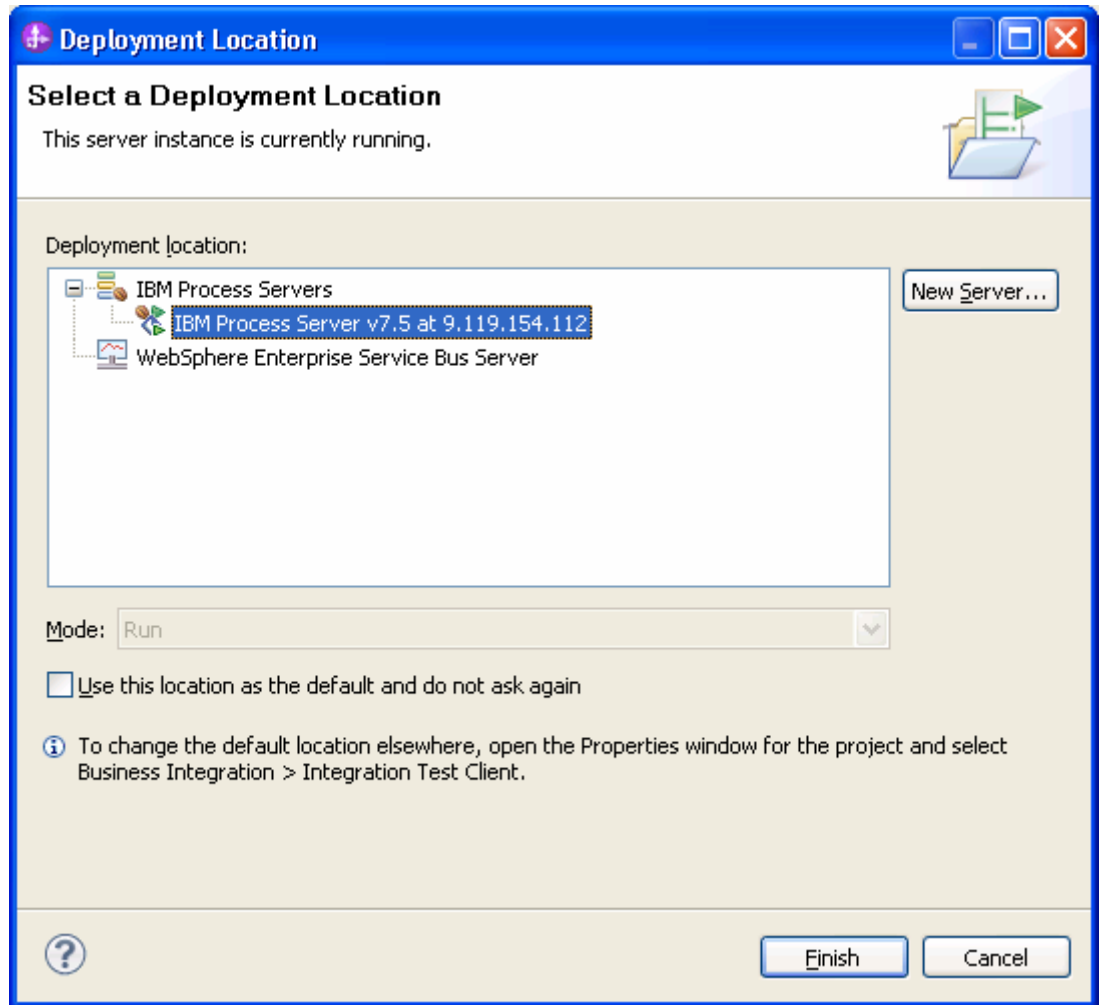 Deployment Location
Select a Deployment Location
This server instance is currently running.
Deployment location:
IBM Process Servers
New Server...
IBM Process Server v7.5 at 9.119.154.112
WebSphere Enterprise Service Bus Server
Mode: Run
Use this location as the default and do not ask again
To change the default location elsewhere, open the Properties window for the project and select
Business Integration > Integration Test Client.
Finish Cancel